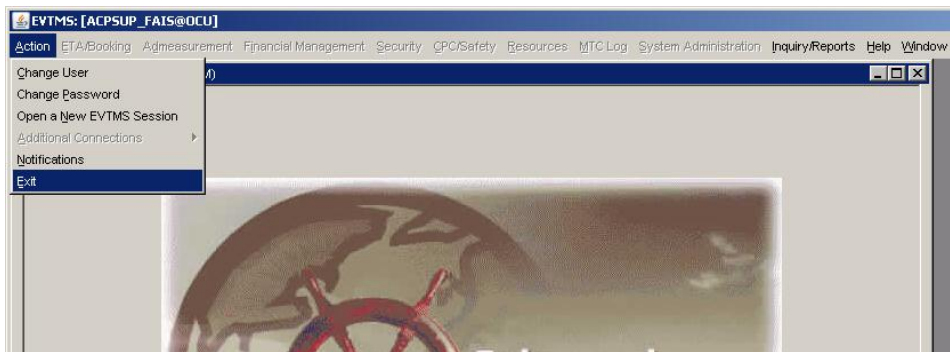 EVTMS: [ACPSUP_FAIS@OCU]
Action ETA/Booking Admeasurement Financial Management Security CPC/Safety Resources MTC Log System Administration Inquiry/Reports Help Window
Change User
Change Password
Open a New EVTMS Session
Additional Connections
Notifications
Exit